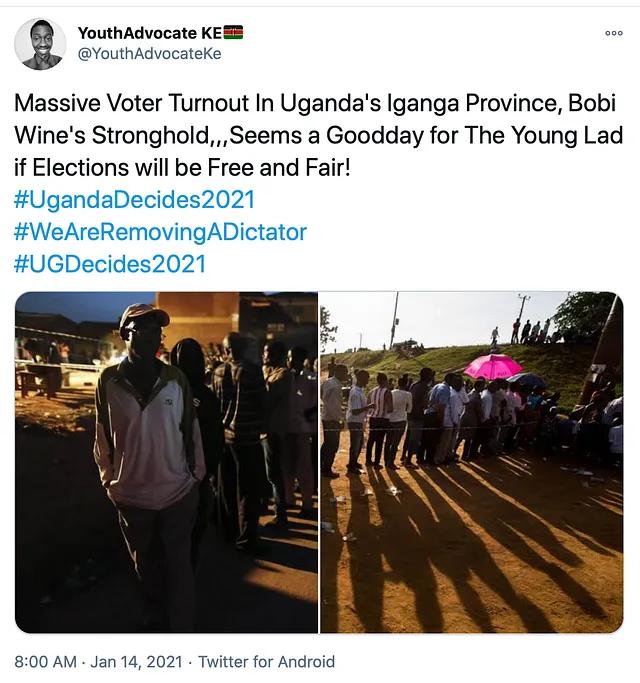 YouthAdvocate KE🇰🇪
@YouthAdvocateKe
Massive Voter Turnout In Uganda's Iganga Province, Bobi
Wine's Stronghold,,,Seems a Goodday for The Young Lad
if Elections will be Free and Fair!
#UgandaDecides2021
#WeAreRemovingADictator
#UGDecides2021
8:00 AM · Jan 14, 2021 · Twitter for Android